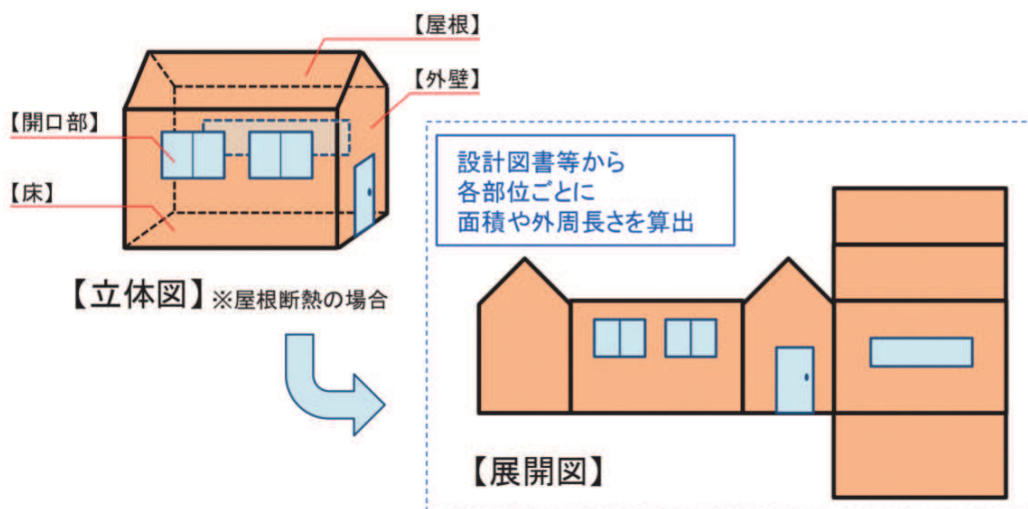 【屋根】
【外壁】
【開口部】
【床】
【立体図】※屋根断熱の場合
設計図書等から
各部位ごとに
面積や外周長さを算出
【展開図】